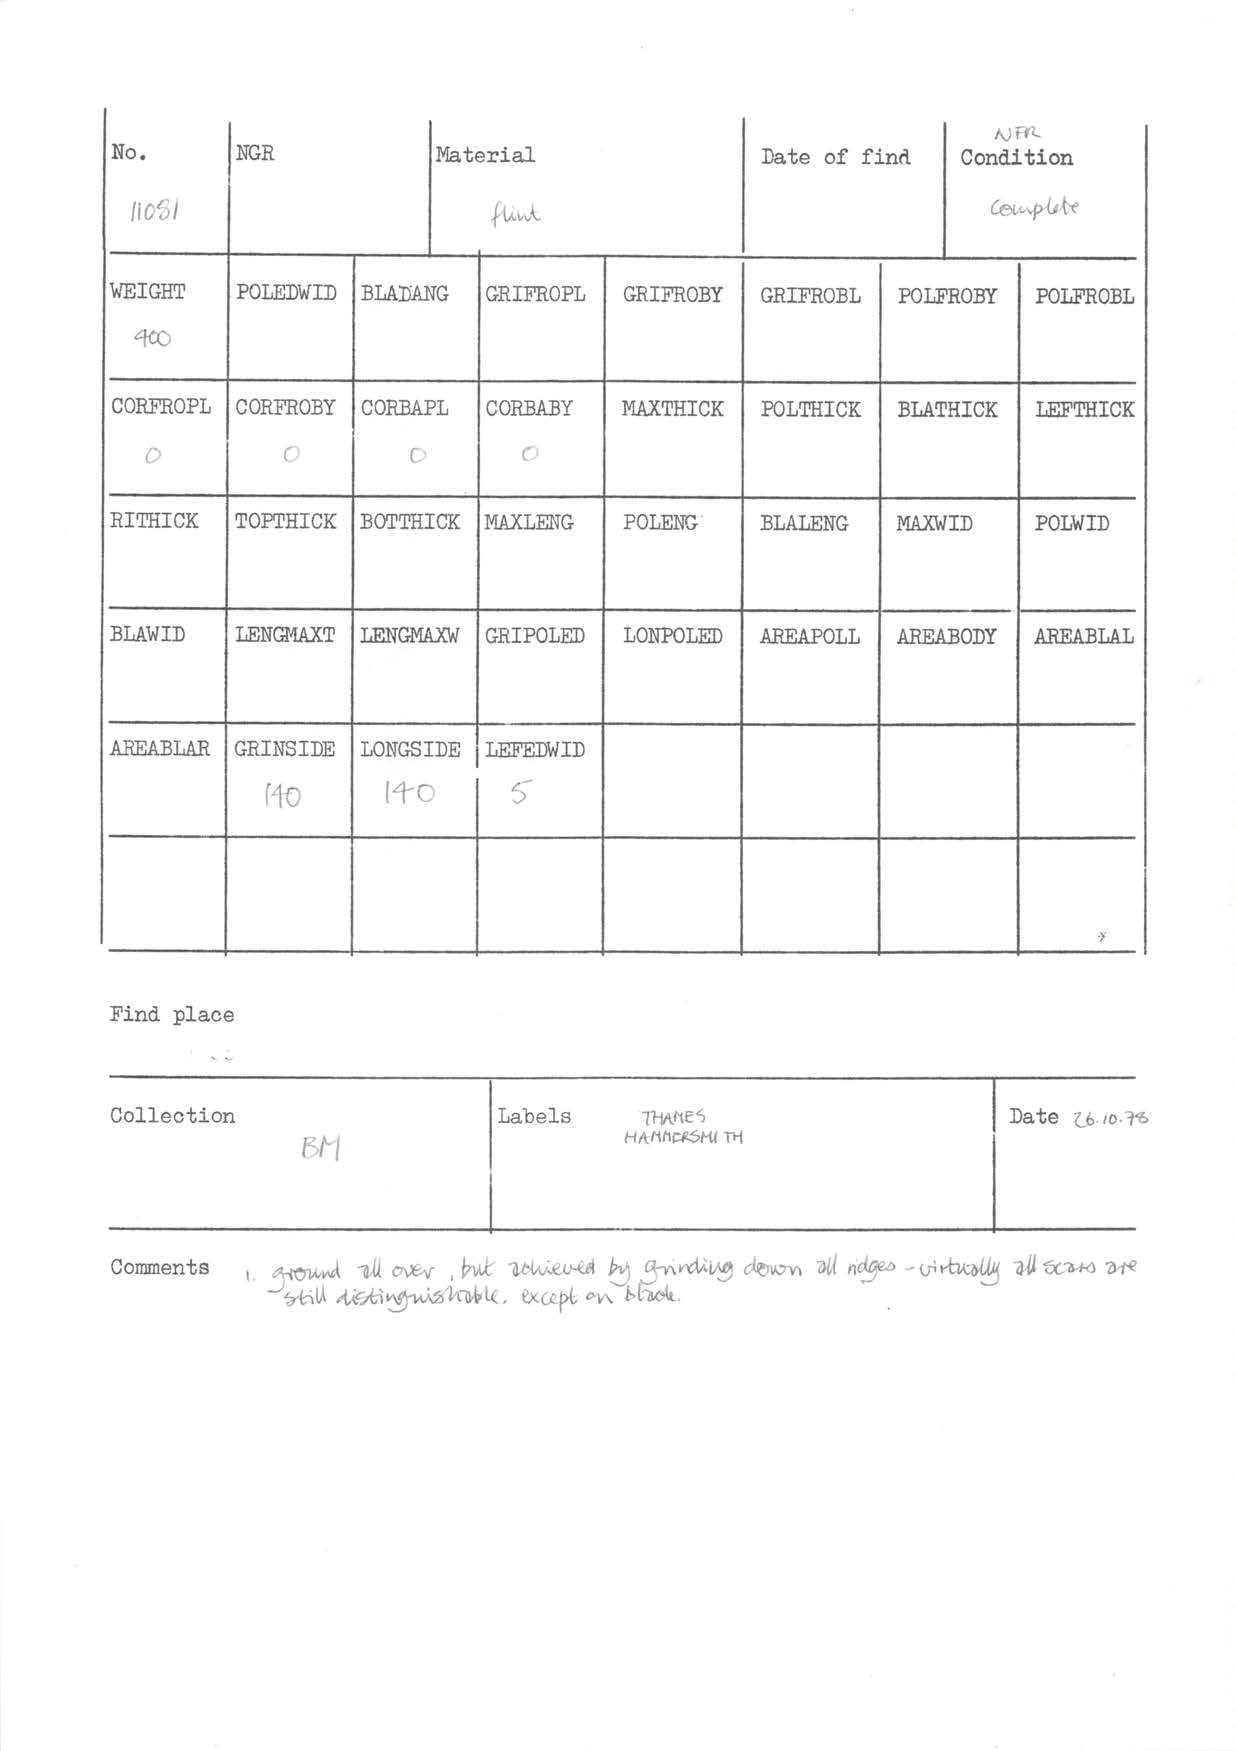 NFR
No. NGR Material Date of find Condition
11081 flint complete
WEIGHT POLEDWID BLADANG GRIFROPL GRIFROBY GRIFROBL POLFROBY POLFROBL
400
CORFROPL CORFROBY CORBAPL CORBABY MAXTHICK POLTHICK BLATHICK LEFTHICK
0 0 0 0
RITHICK TOPTHICK BOTTHICK MAXLENG POLENG BLALENG MAXWID POLWID
BLAWID LENGMAXT LENGMAXW GRIPOLED LONPOLED AREAPOLL AREABODY AREABLAL
AREABLAR GRINSIDE LONGSIDE LEFEDWID
140 140 5
Find place
Collection Labels THAMES Date 26.10.78
HAMMERSMITH
BM
Comments 1. ground all over, but achieved by grinding down all ridges - virtually all scars are
still distinguishable. except on blade.